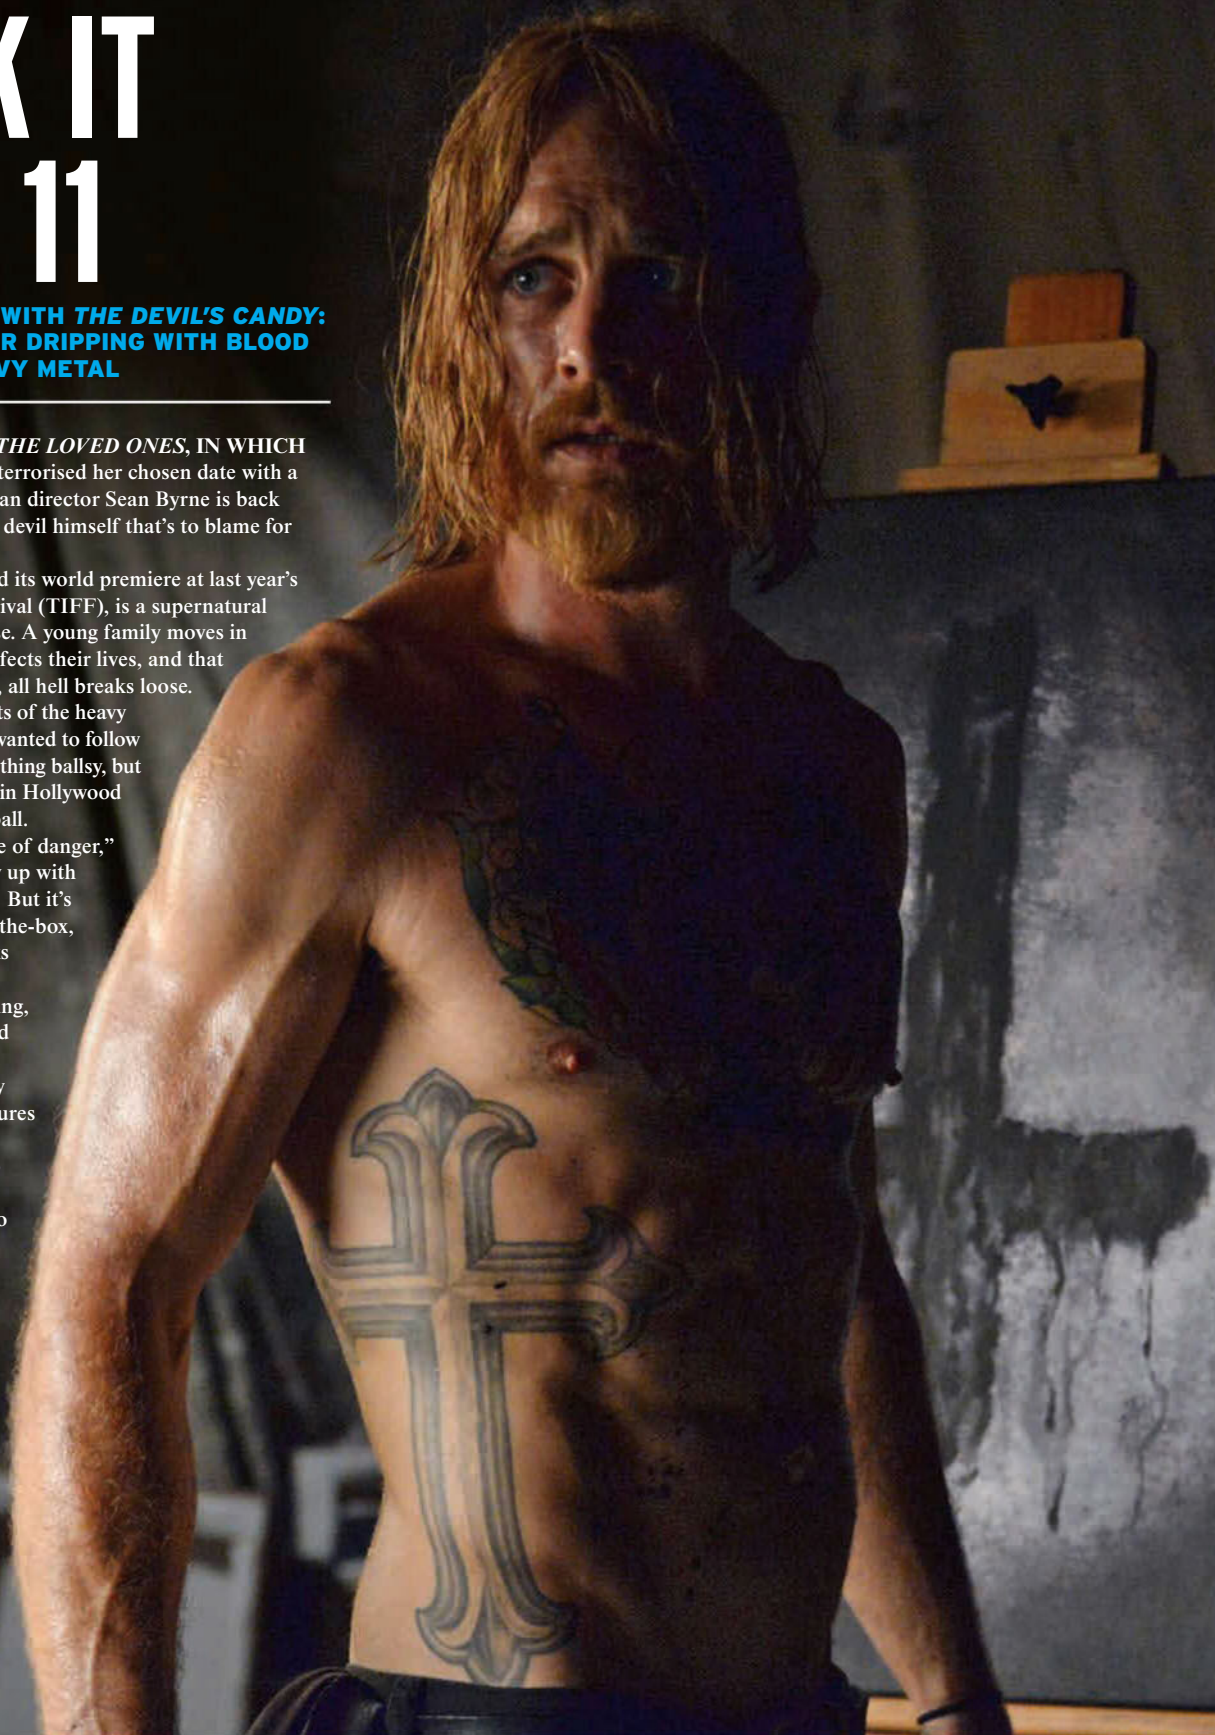 K IT
11
WITH THE DEVIL'S CANDY:
R DRIPPING WITH BLOOD
VY METAL
THE LOVED ONES, IN WHICH
terrorised her chosen date with a
an director Sean Byrne is back
devil himself that's to blame for
d its world premiere at last year's
ival (TIFF), is a supernatural
e. A young family moves in
fects their lives, and that
, all hell breaks loose.
ts of the heavy
wanted to follow
thing ballsy, but
in Hollywood
all.
e of danger,"
up with
But it's
the-box,
s
ng,
d
y
ures
o